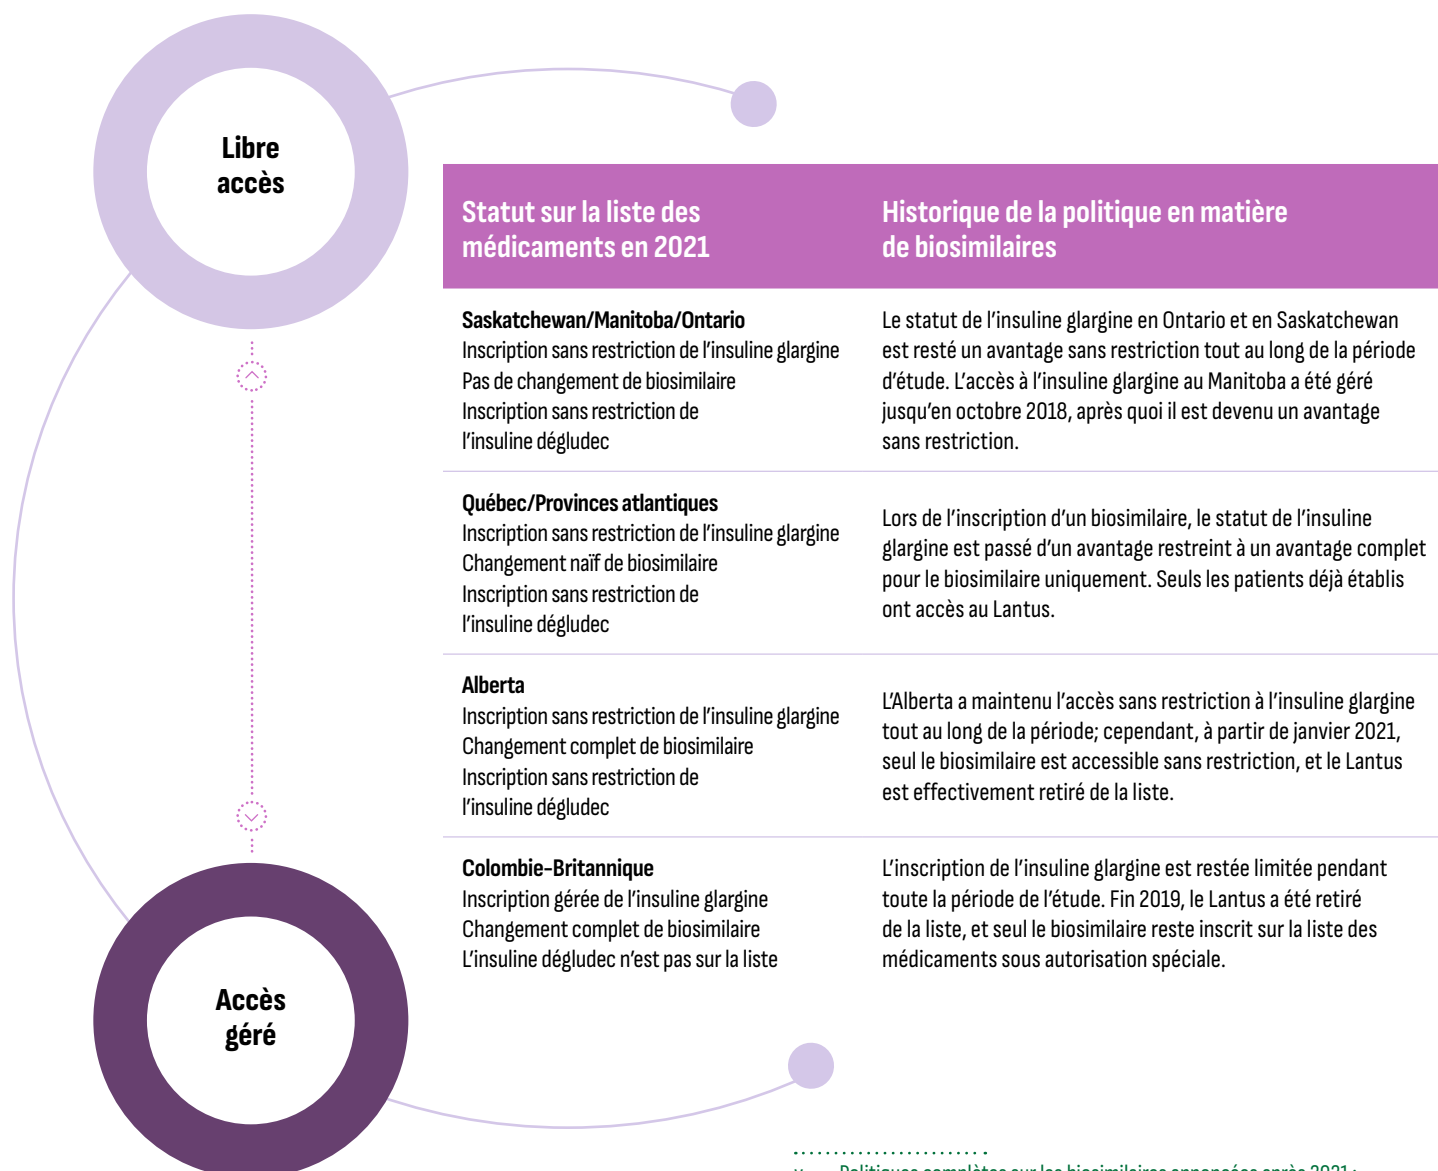 Libre
accès
Statut sur la liste des
médicaments en 2021
Historique de la politique en matière
de biosimilaires
Saskatchewan/Manitoba/Ontario
Inscription sans restriction de l’insuline glargine
Pas de changement de biosimilaire
Inscription sans restriction de
l’insuline dégludec
Le statut de l’insuline glargine en Ontario et en Saskatchewan
est resté un avantage sans restriction tout au long de la période
d’étude. L’accès à l’insuline glargine au Manitoba a été géré
jusqu’en octobre 2018, après quoi il est devenu un avantage
sans restriction.
Québec/Provinces atlantiques
Inscription sans restriction de l’insuline glargine
Changement naïf de biosimilaire
Inscription sans restriction de
l’insuline dégludec
Lors de l’inscription d’un biosimilaire, le statut de l’insuline
glargine est passé d’un avantage restreint à un avantage complet
pour le biosimilaire uniquement. Seuls les patients déjà établis
ont accès au Lantus.
Alberta
Inscription sans restriction de l’insuline glargine
Changement complet de biosimilaire
Inscription sans restriction de
l’insuline dégludec
L’Alberta a maintenu l’accès sans restriction à l’insuline glargine
tout au long de la période; cependant, à partir de janvier 2021,
seul le biosimilaire est accessible sans restriction, et le Lantus
est effectivement retiré de la liste.
Colombie-Britannique
Inscription gérée de l’insuline glargine
Changement complet de biosimilaire
L’insuline dégludec n’est pas sur la liste
L’inscription de l’insuline glargine est restée limitée pendant
toute la période de l’étude. Fin 2019, le Lantus a été retiré
de la liste, et seul le biosimilaire reste inscrit sur la liste des
médicaments sous autorisation spéciale.
Accès
géré
Politiques complètes sur les biosimilaires annoncées après 2021 :